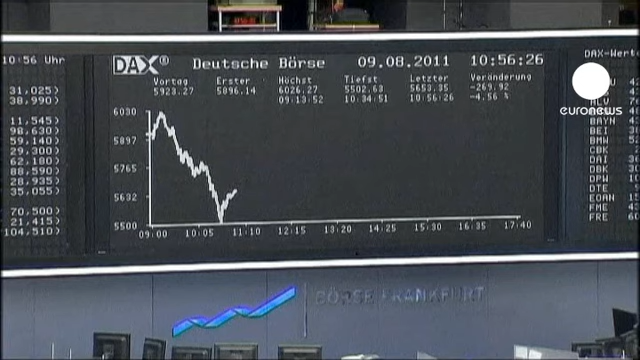 10:56 Uhr
DAX® Deutsche Börse 09.08.2011 10:56:26
DAX-Wert
Vortag Erster Höchst Tiefst Letzter Veränderung
5923.27 5896.14 6026.27 5502.63 5653.35 -269.92
09:13:52 10:34:51 10:56:26 -4.56 %
31,025)
38,990)
11,545)
98,630)
59,140)
29,300)
62,180)
88,590)
28,935)
35,055)
70,500)
21,415)
104,510)
6030
5897
5765
5632
5500
09:00 10:05 11:10 12:15 13:20 14:25 15:30 16:35 17:40
euronews
ALV
BAYN
BEI
BMW
CBK
DAI
DBK
DPW
DTE
EOAN
FME
FRE
BÖRSE FRANKFURT